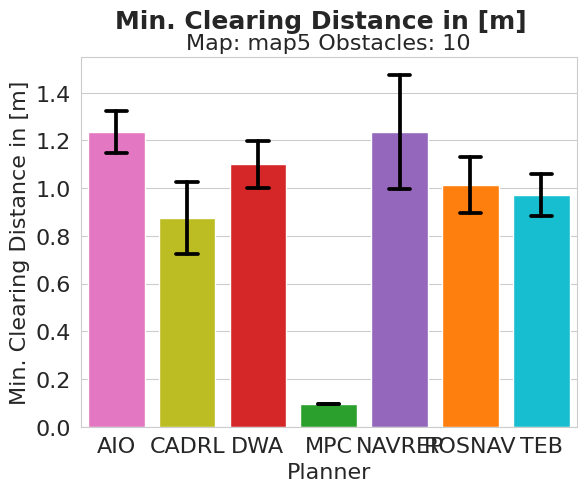 Min. Clearing Distance in [m]
Map: map5 Obstacles: 10
Min. Clearing Distance in [m]
1.4
1.2
1.0
0.8
0.6
0.4
0.2
0.0
AIO CADRL DWA MPC NAVREP ROSNAV TEB
Planner